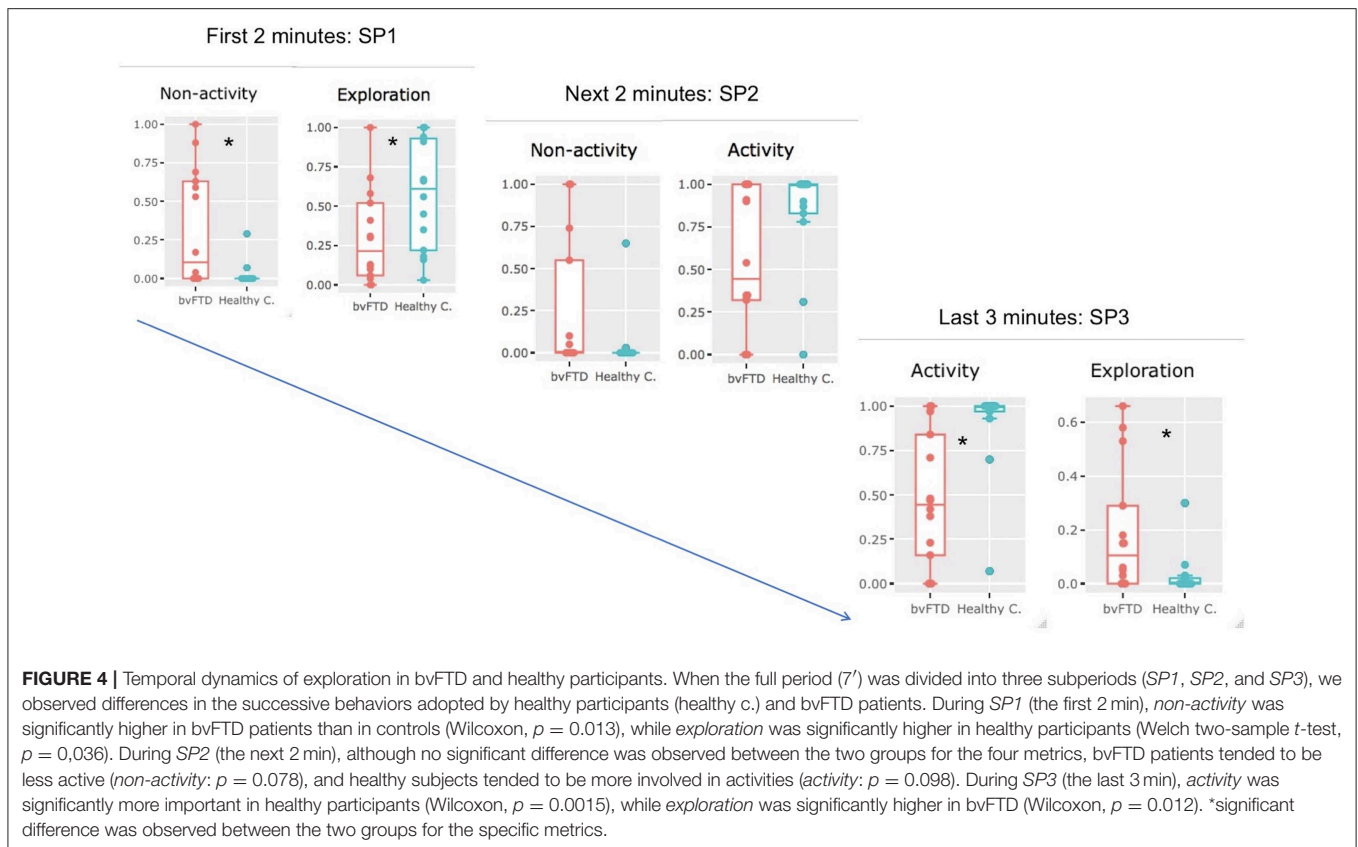 First 2 minutes: SP1
Non-activity
1.00
0.75
0.50
0.25
0.00
*
bvFTD Healthy C.
Exploration
1.00
0.75
0.50
0.25
0.00
*
bvFTD Healthy C.
Next 2 minutes: SP2
Non-activity
1.00
0.75
0.50
0.25
0.00
bvFTD Healthy C.
Activity
1.00
0.75
0.50
0.25
0.00
bvFTD Healthy C.
Last 3 minutes: SP3
Activity
1.00
0.75
0.50
0.25
0.00
*
bvFTD Healthy C.
Exploration
0.6
0.4
0.2
0.0
*
bvFTD Healthy C.
FIGURE 4 | Temporal dynamics of exploration in bvFTD and healthy participants. When the full period (7′) was divided into three subperiods (SP1, SP2, and SP3), we
observed differences in the successive behaviors adopted by healthy participants (healthy c.) and bvFTD patients. During SP1 (the first 2 min), non-activity was
significantly higher in bvFTD patients than in controls (Wilcoxon, p = 0.013), while exploration was significantly higher in healthy participants (Welch two-sample t-test,
p = 0,036). During SP2 (the next 2 min), although no significant difference was observed between the two groups for the four metrics, bvFTD patients tended to be
less active (non-activity: p = 0.078), and healthy subjects tended to be more involved in activities (activity: p = 0.098). During SP3 (the last 3 min), activity was
significantly more important in healthy participants (Wilcoxon, p = 0.0015), while exploration was significantly higher in bvFTD (Wilcoxon, p = 0.012). *significant
difference was observed between the two groups for the specific metrics.